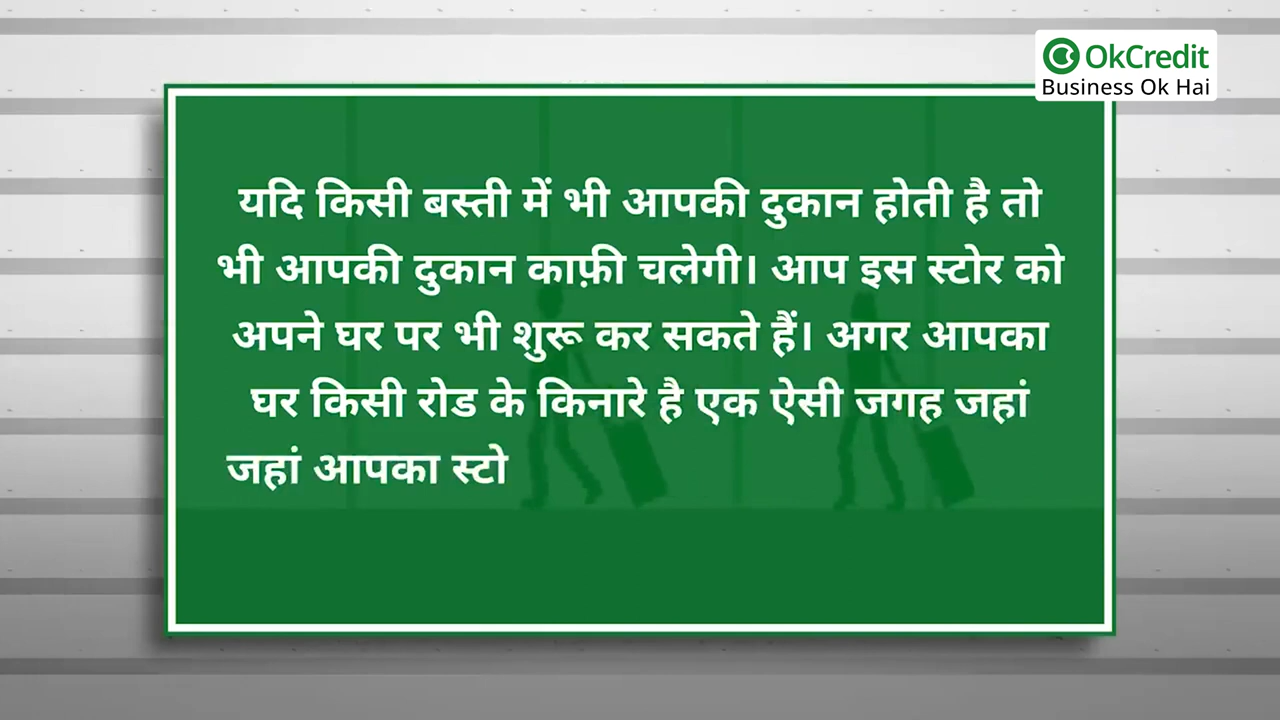 OkCredit
Business Ok Hai
यदि किसी बस्ती में भी आपकी दुकान होती है तो
भी आपकी दुकान काफ़ी चलेगी। आप इस स्टोर को
अपने घर पर भी शुरू कर सकते हैं। अगर आपका
घर किसी रोड के किनारे है एक ऐसी जगह जहां
जहां आपका स्टो